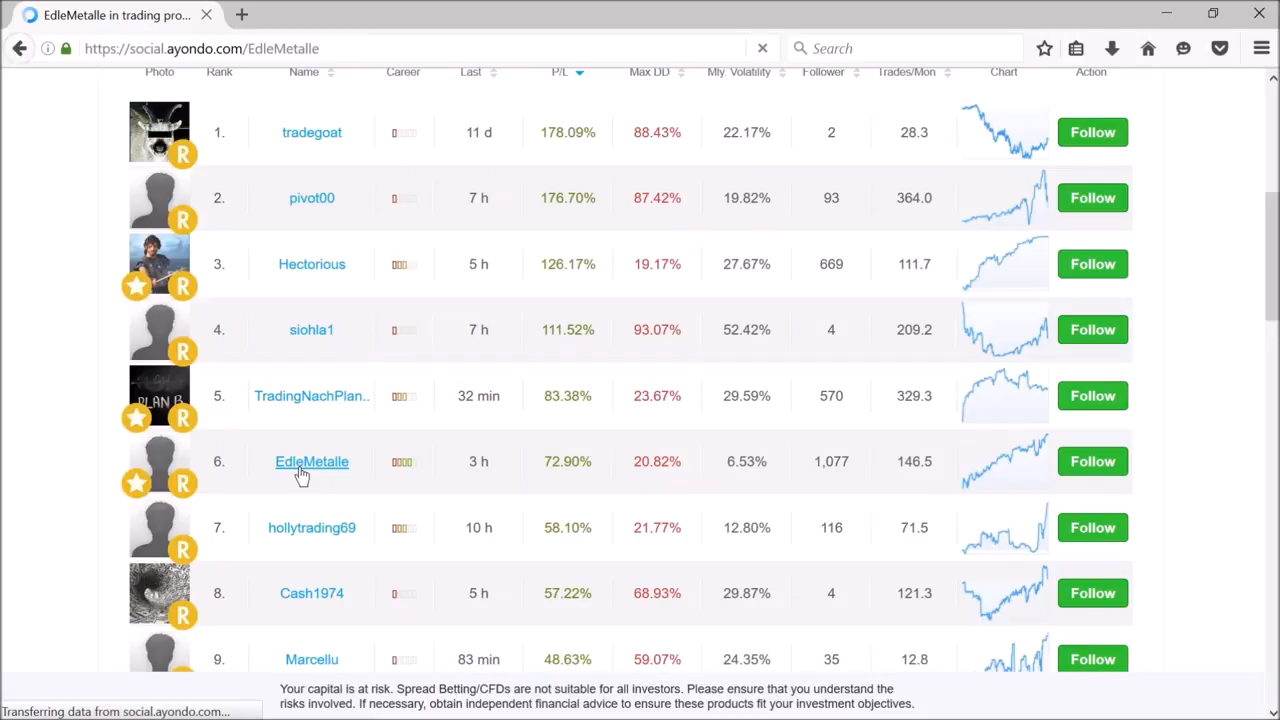 EdleMetalle in trading pro...
https://social.ayondo.com/EdleMetalle
Search
Photo Rank Name Career Last P/L Max DD Mly. Volatility Follower Trades/Mon Chart Action
R 1. tradegoat 11 d 178.09% 88.43% 22.17% 2 28.3 Follow
R 2. pivot00 7 h 176.70% 87.42% 19.82% 93 364.0 Follow
R 3. Hectorious 5 h 126.17% 19.17% 27.67% 669 111.7 Follow
R 4. siohla1 7 h 111.52% 93.07% 52.42% 4 209.2 Follow
PLAN B R 5. TradingNachPlan.. 32 min 83.38% 23.67% 29.59% 570 329.3 Follow
R 6. EdleMetalle 3 h 72.90% 20.82% 6.53% 1,077 146.5 Follow
R 7. hollytrading69 10 h 58.10% 21.77% 12.80% 116 71.5 Follow
R 8. Cash1974 5 h 57.22% 68.93% 29.87% 4 121.3 Follow
9. Marcellu 83 min 48.63% 59.07% 24.35% 35 12.8 Follow
Your capital is at risk. Spread Betting/CFDs are not suitable for all investors. Please ensure that you understand the
risks involved. If necessary, obtain independent financial advice to ensure these products fit your investment objectives.
Transferring data from social.ayondo.com...